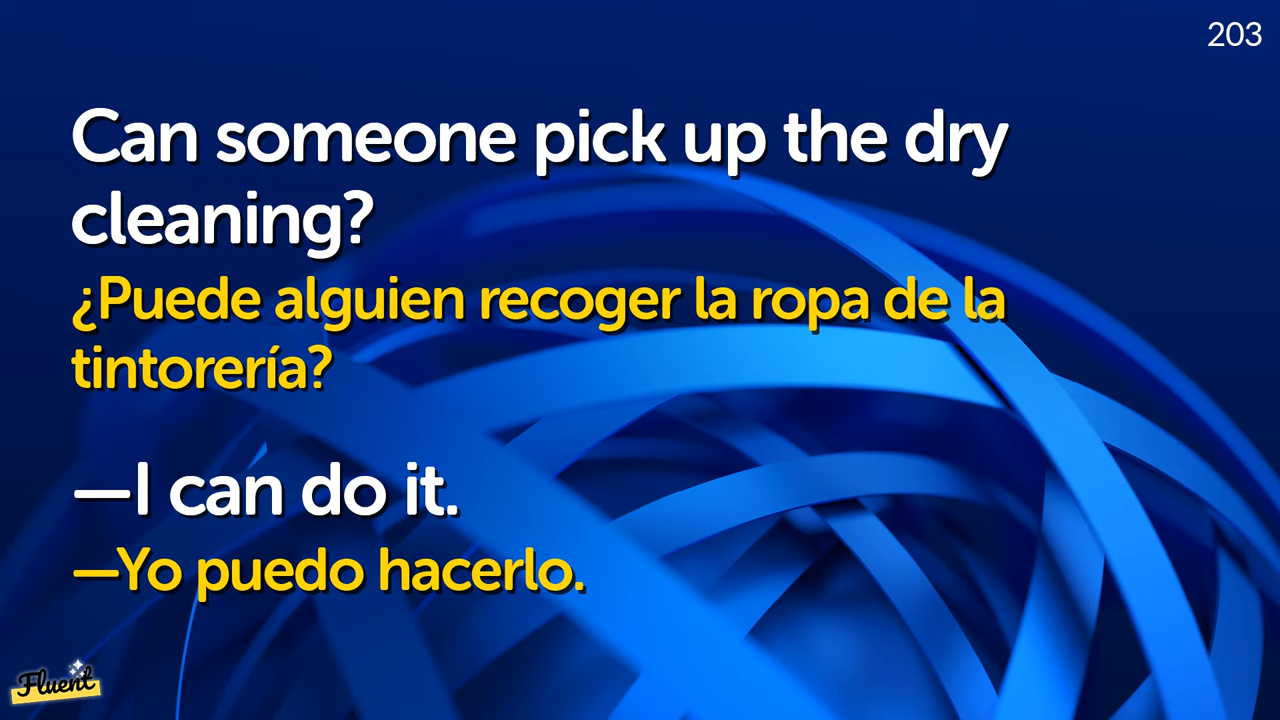 203
Can someone pick up the dry
cleaning?
¿Puede alguien recoger la ropa de la
tintorería?
—I can do it.
—Yo puedo hacerlo.
Fluent